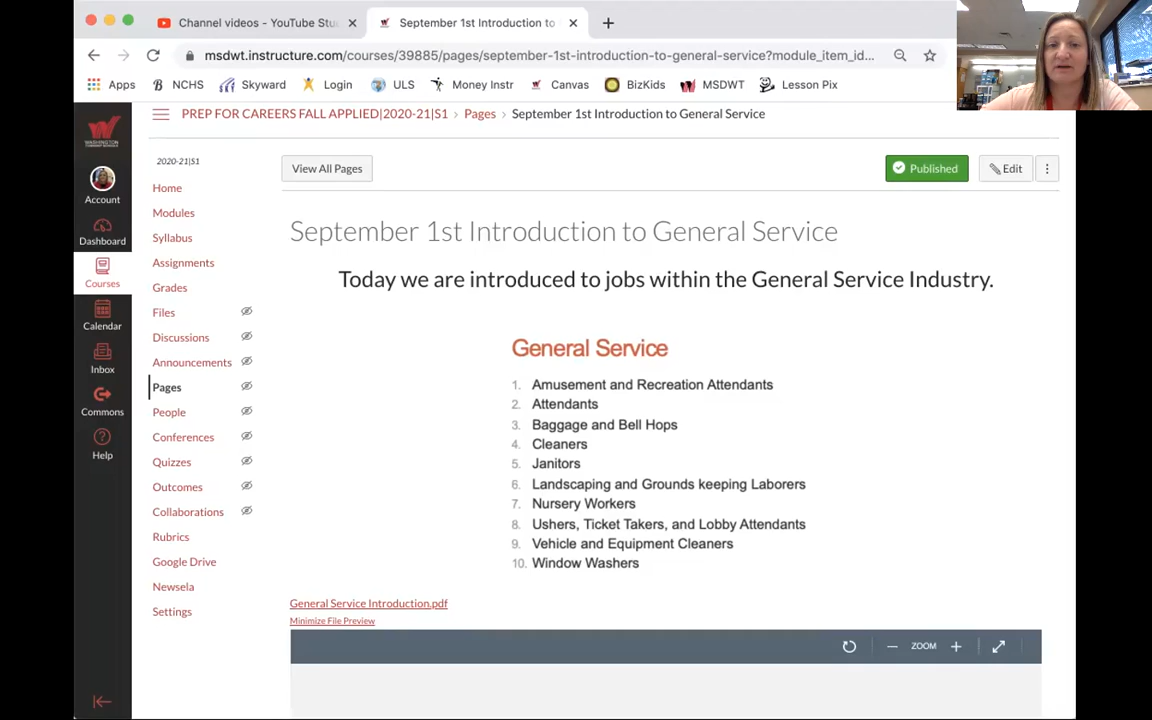 Channel videos - YouTube Stu
September 1st Introduction to
msdwt.instructure.com/courses/39885/pages/september-1st-introduction-to-general-service?module_item_id...
Apps NCHS Skyward Login ULS Money Instr Canvas BizKids MSDWT Lesson Pix
WASHINGTON
TOWNSHIP SCHOOLS
Account
Dashboard
Courses
Calendar
Inbox
Commons
Help
PREP FOR CAREERS FALL APPLIED|2020-21|S1 > Pages > September 1st Introduction to General Service
2020-21|S1
Home
Modules
Syllabus
Assignments
Grades
Files
Discussions
Announcements
Pages
People
Conferences
Quizzes
Outcomes
Collaborations
Rubrics
Google Drive
Newsela
Settings
View All Pages
Published
Edit
September 1st Introduction to General Service
Today we are introduced to jobs within the General Service Industry.
General Service
1. Amusement and Recreation Attendants
2. Attendants
3. Baggage and Bell Hops
4. Cleaners
5. Janitors
6. Landscaping and Grounds keeping Laborers
7. Nursery Workers
8. Ushers, Ticket Takers, and Lobby Attendants
9. Vehicle and Equipment Cleaners
10. Window Washers
General Service Introduction.pdf
Minimize File Preview
ZOOM